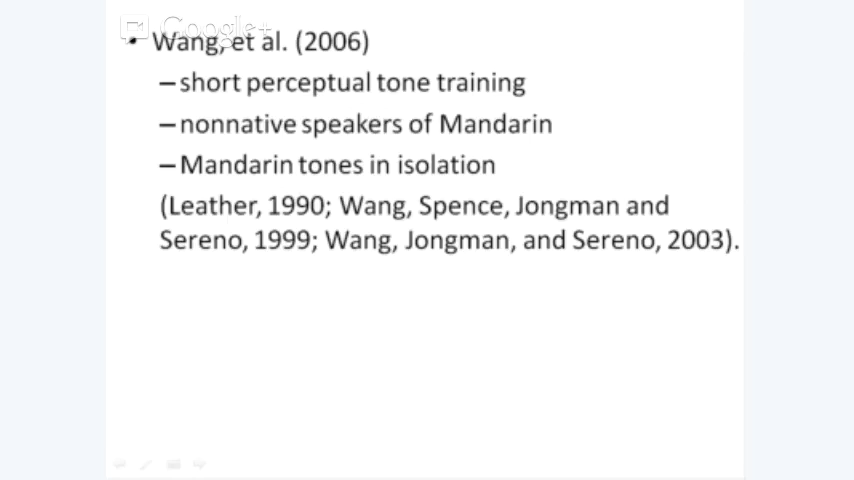 Google+
• Wang, et al. (2006)
–short perceptual tone training
–nonnative speakers of Mandarin
–Mandarin tones in isolation
(Leather, 1990; Wang, Spence, Jongman and
Sereno, 1999; Wang, Jongman, and Sereno, 2003).